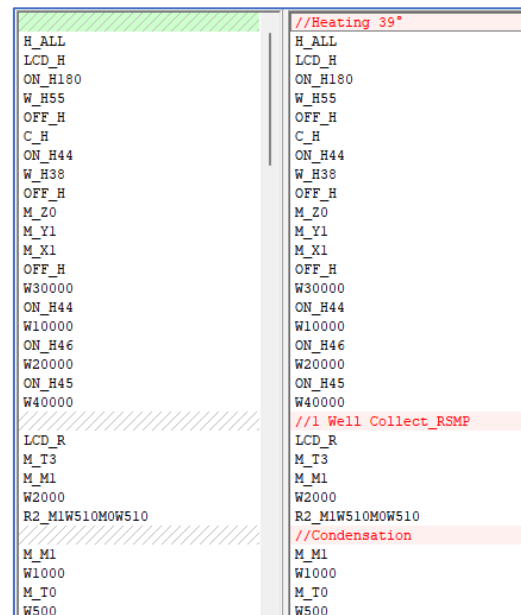 H_ALL
LCD_H
ON_H180
W_H55
OFF_H
C_H
ON_H44
W_H38
OFF_H
M_Z0
M_Y1
M_X1
OFF_H
W30000
ON_H44
W10000
ON_H46
W20000
ON_H45
W40000
LCD_R
M_T3
M_M1
W2000
R2_M1W510M0W510
M_M1
W1000
M_T0
W500
//Heating 39°
H_ALL
LCD_H
ON_H180
W_H55
OFF_H
C_H
ON_H44
W_H38
OFF_H
M_Z0
M_Y1
M_X1
OFF_H
W30000
ON_H44
W10000
ON_H46
W20000
ON_H45
W40000
//1 Well Collect_RSMP
LCD_R
M_T3
M_M1
W2000
R2_M1W510M0W510
//Condensation
M_M1
W1000
M_T0
W500